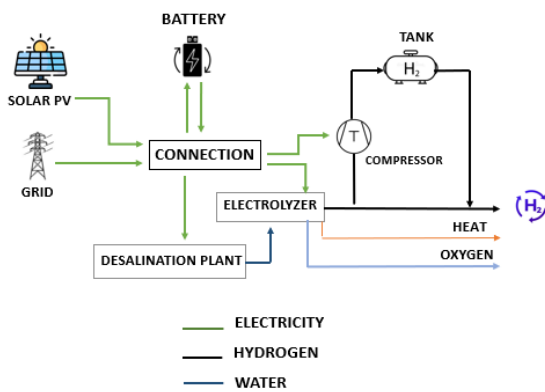 BATTERY
TANK
H₂
SOLAR PV
T
CONNECTION
COMPRESSOR
GRID
ELECTROLYZER
H₂
HEAT
DESALINATION PLANT
OXYGEN
ELECTRICITY
HYDROGEN
WATER